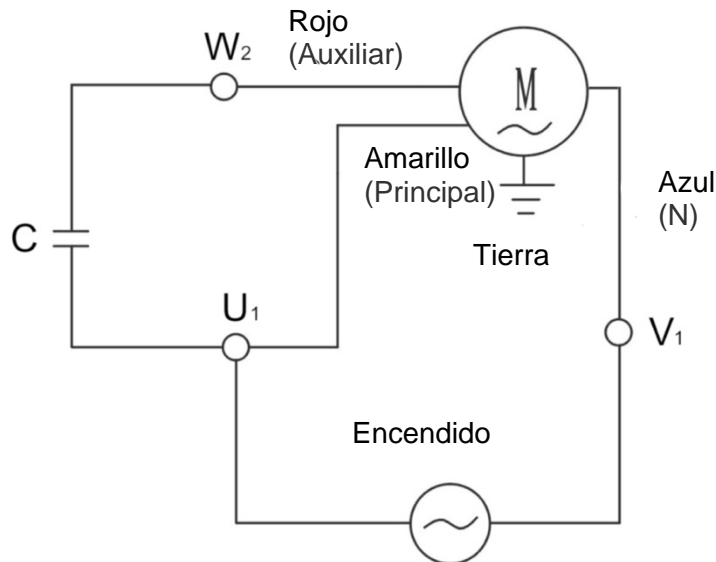 Rojo
(Auxiliar)
W₂
M
Amarillo
(Principal)
Azul
(N)
C
Tierra
U₁
V₁
Encendido